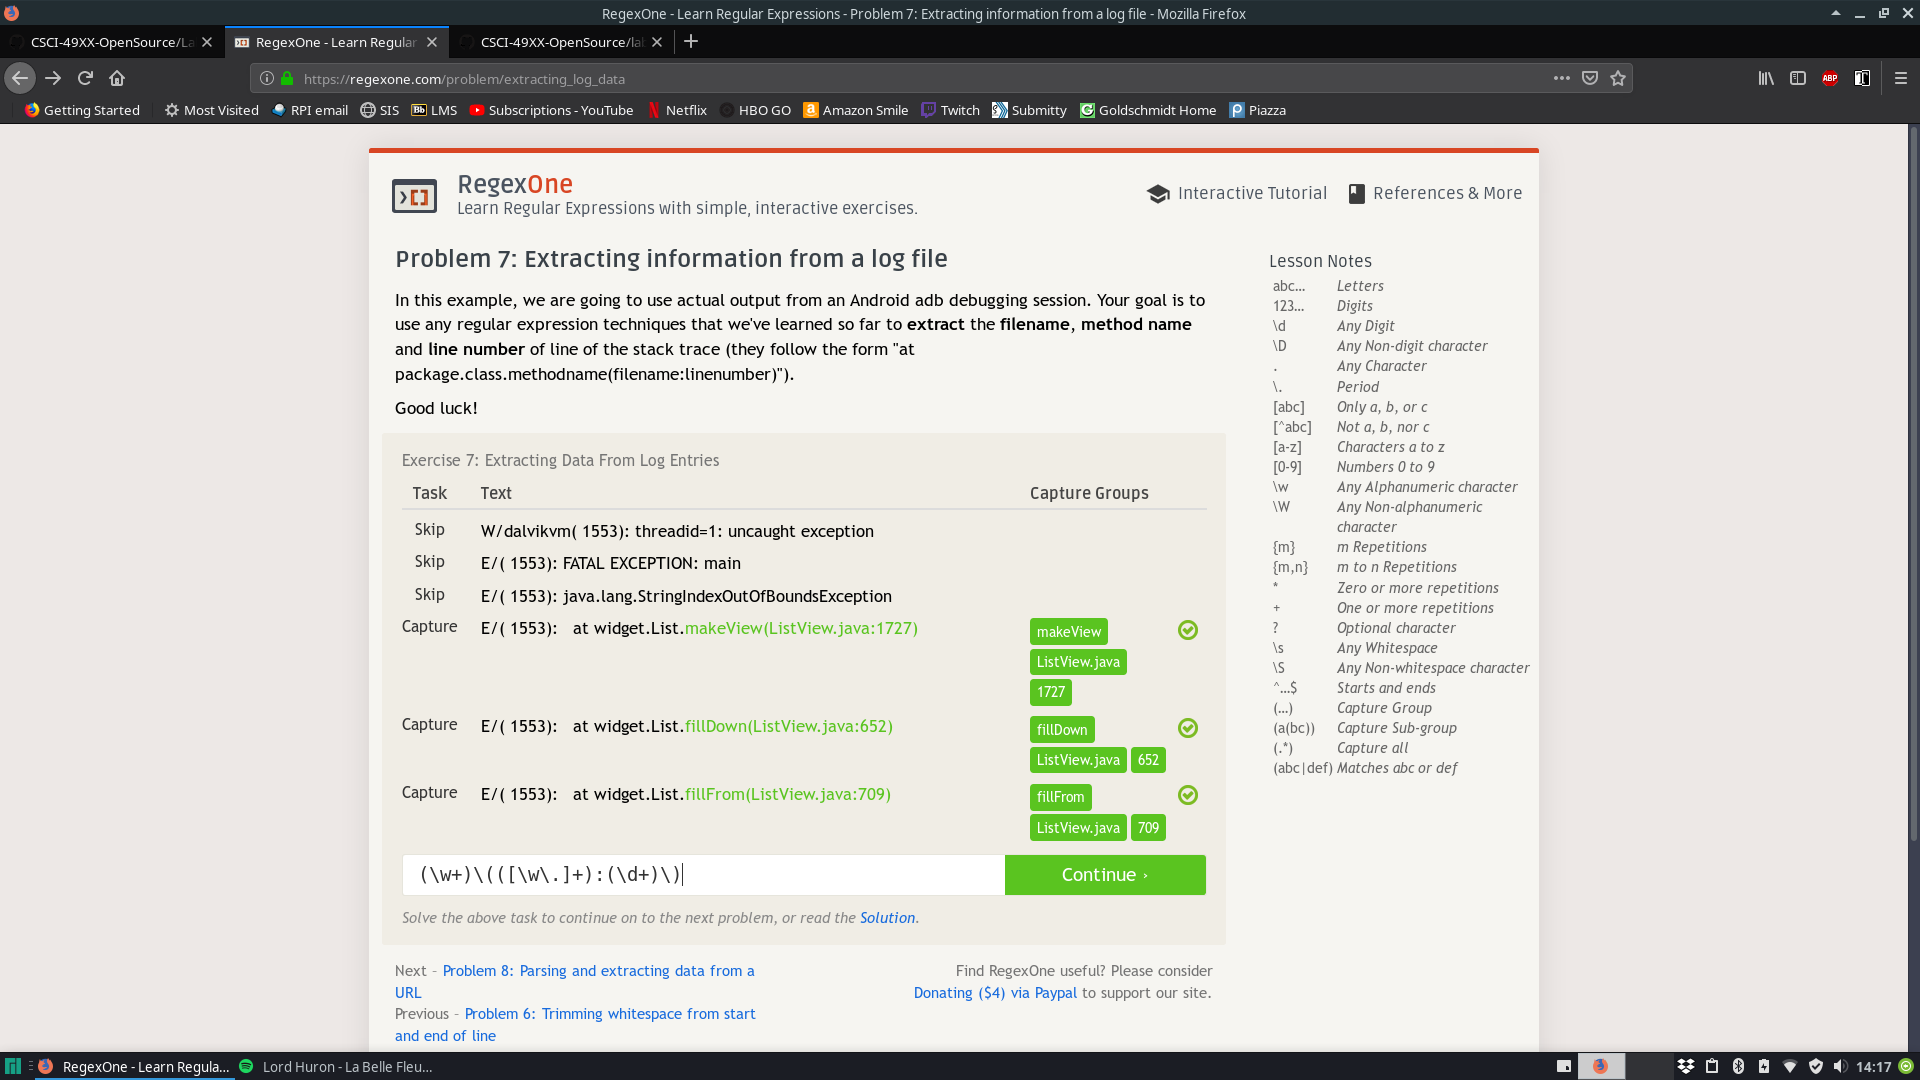 RegexOne - Learn Regular Expressions - Problem 7: Extracting information from a log file - Mozilla Firefox
CSCI-49XX-OpenSource/La
RegexOne - Learn Regular
CSCI-49XX-OpenSource/la
https://regexone.com/problem/extracting_log_data
ABP
Getting Started
Most Visited
RPI email
SIS
Bb LMS
Subscriptions - YouTube
Netflix
HBO GO
Amazon Smile
Twitch
Submitty
Goldschmidt Home
Piazza
RegexOne
Learn Regular Expressions with simple, interactive exercises.
Interactive Tutorial
References & More
Problem 7: Extracting information from a log file
In this example, we are going to use actual output from an Android adb debugging session. Your goal is to
use any regular expression techniques that we've learned so far to extract the filename, method name
and line number of line of the stack trace (they follow the form "at
package.class.methodname(filename:linenumber)").
Good luck!
Exercise 7: Extracting Data From Log Entries
Task Text Capture Groups
Skip W/dalvikvm( 1553): threadid=1: uncaught exception
Skip E/( 1553): FATAL EXCEPTION: main
Skip E/( 1553): java.lang.StringIndexOutOfBoundsException
Capture E/( 1553):   at widget.List.makeView(ListView.java:1727) makeView
ListView.java
1727
Capture E/( 1553):   at widget.List.fillDown(ListView.java:652) fillDown
ListView.java 652
Capture E/( 1553):   at widget.List.fillFrom(ListView.java:709) fillFrom
ListView.java 709
(\w+)\(([\w\.]+):(\d+)\)
Continue ›
Solve the above task to continue on to the next problem, or read the Solution.
Next – Problem 8: Parsing and extracting data from a
URL
Previous – Problem 6: Trimming whitespace from start
and end of line
Find RegexOne useful? Please consider
Donating ($4) via Paypal to support our site.
Lesson Notes
abc… Letters
123… Digits
\d Any Digit
\D Any Non-digit character
. Any Character
\. Period
[abc] Only a, b, or c
[^abc] Not a, b, nor c
[a-z] Characters a to z
[0-9] Numbers 0 to 9
\w Any Alphanumeric character
\W Any Non-alphanumeric
character
{m} m Repetitions
{m,n} m to n Repetitions
* Zero or more repetitions
+ One or more repetitions
? Optional character
\s Any Whitespace
\S Any Non-whitespace character
^…$ Starts and ends
(…) Capture Group
(a(bc)) Capture Sub-group
(.*) Capture all
(abc|def) Matches abc or def
RegexOne - Learn Regula...
Lord Huron - La Belle Fleu...
14:17